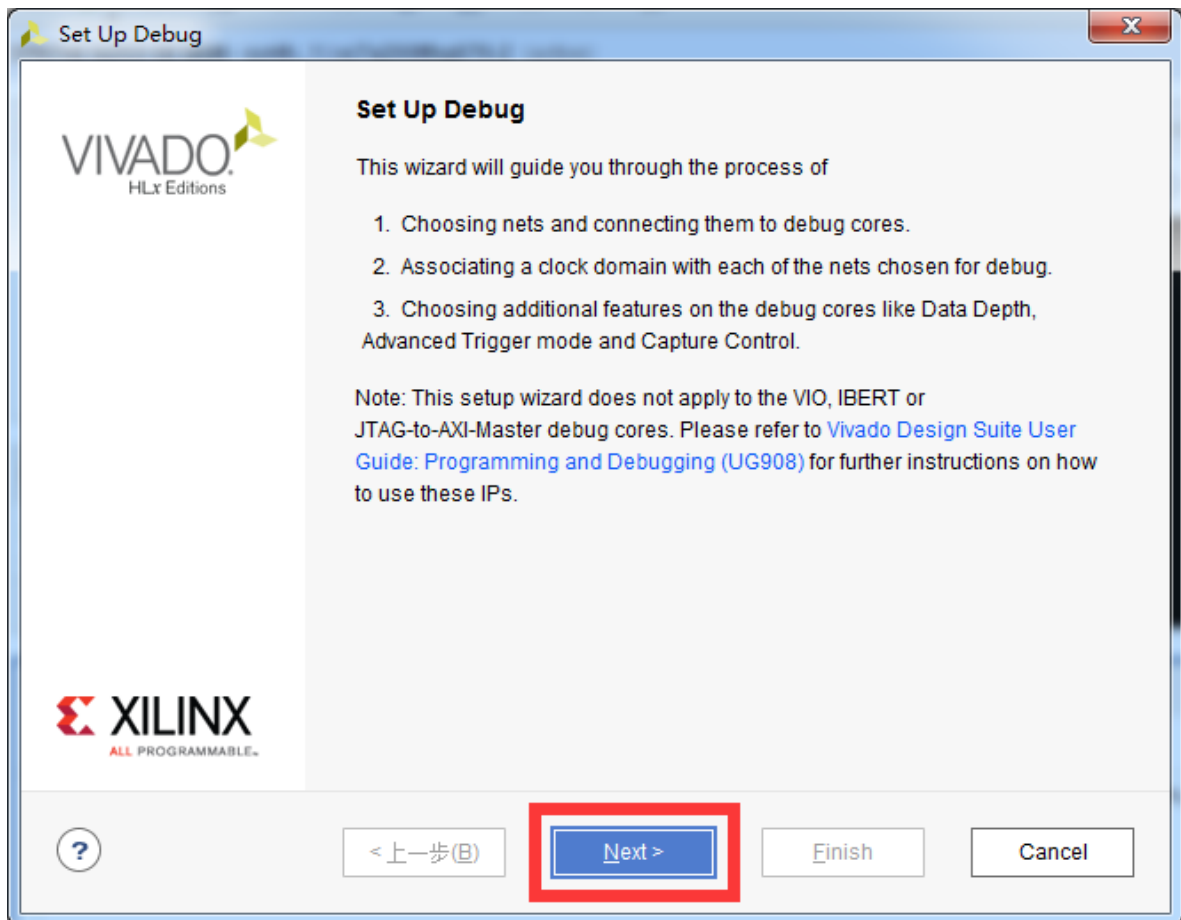 Set Up Debug
VIVADO.
HLx Editions
Set Up Debug
This wizard will guide you through the process of
1. Choosing nets and connecting them to debug cores.
2. Associating a clock domain with each of the nets chosen for debug.
3. Choosing additional features on the debug cores like Data Depth,
Advanced Trigger mode and Capture Control.
Note: This setup wizard does not apply to the VIO, IBERT or
JTAG-to-AXI-Master debug cores. Please refer to Vivado Design Suite User
Guide: Programming and Debugging (UG908) for further instructions on how
to use these IPs.
XILINX
ALL PROGRAMMABLE™
?
<上一步(B)
Next >
Finish
Cancel